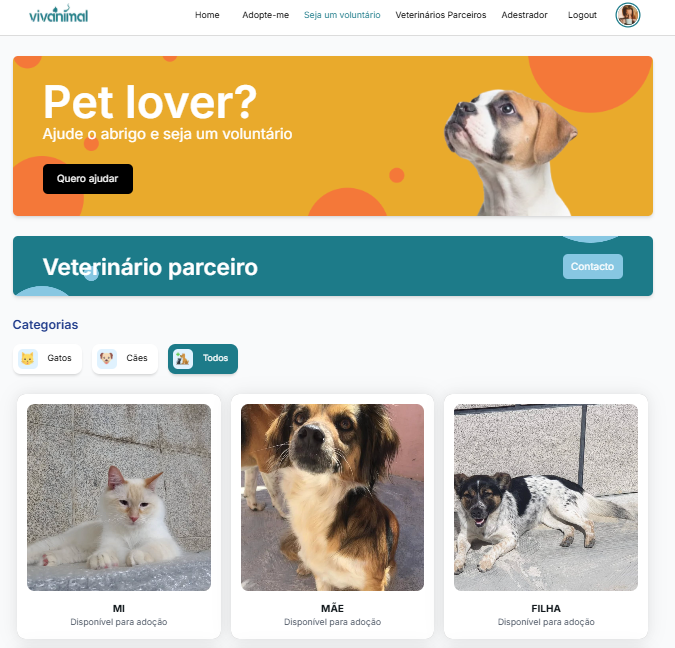 vivanimal
Home Adopte-me Seja um voluntário Veterinários Parceiros Adestrador Logout
Pet lover?
Ajude o abrigo e seja um voluntário
Quero ajudar
Veterinário parceiro
Contacto
Categorias
Gatos Cães Todos
MI MÃE FILHA
Disponível para adoção Disponível para adoção Disponível para adoção